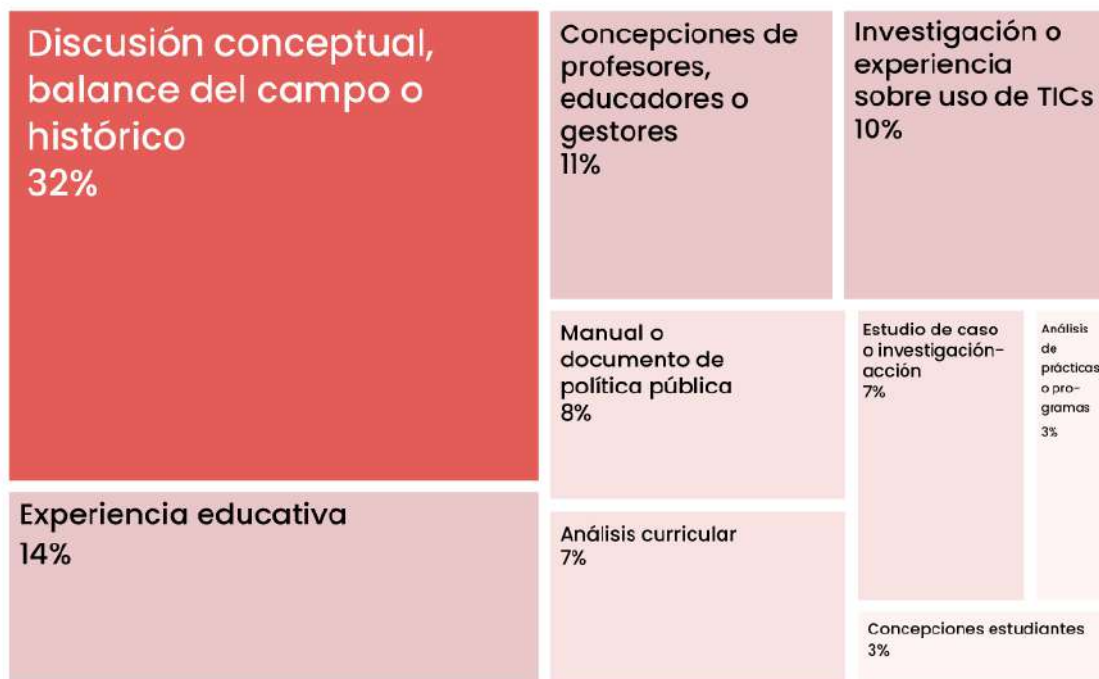 Discusión conceptual,
balance del campo o
histórico
32%
Concepciones de
profesores,
educadores o
gestores
11%
Investigación o
experiencia
sobre uso de TICs
10%
Manual o
documento de
política pública
8%
Estudio de caso
o investigación-
acción
7%
Análisis
de
prácticas
o pro-
gramas
3%
Experiencia educativa
14%
Análisis curricular
7%
Concepciones estudiantes
3%